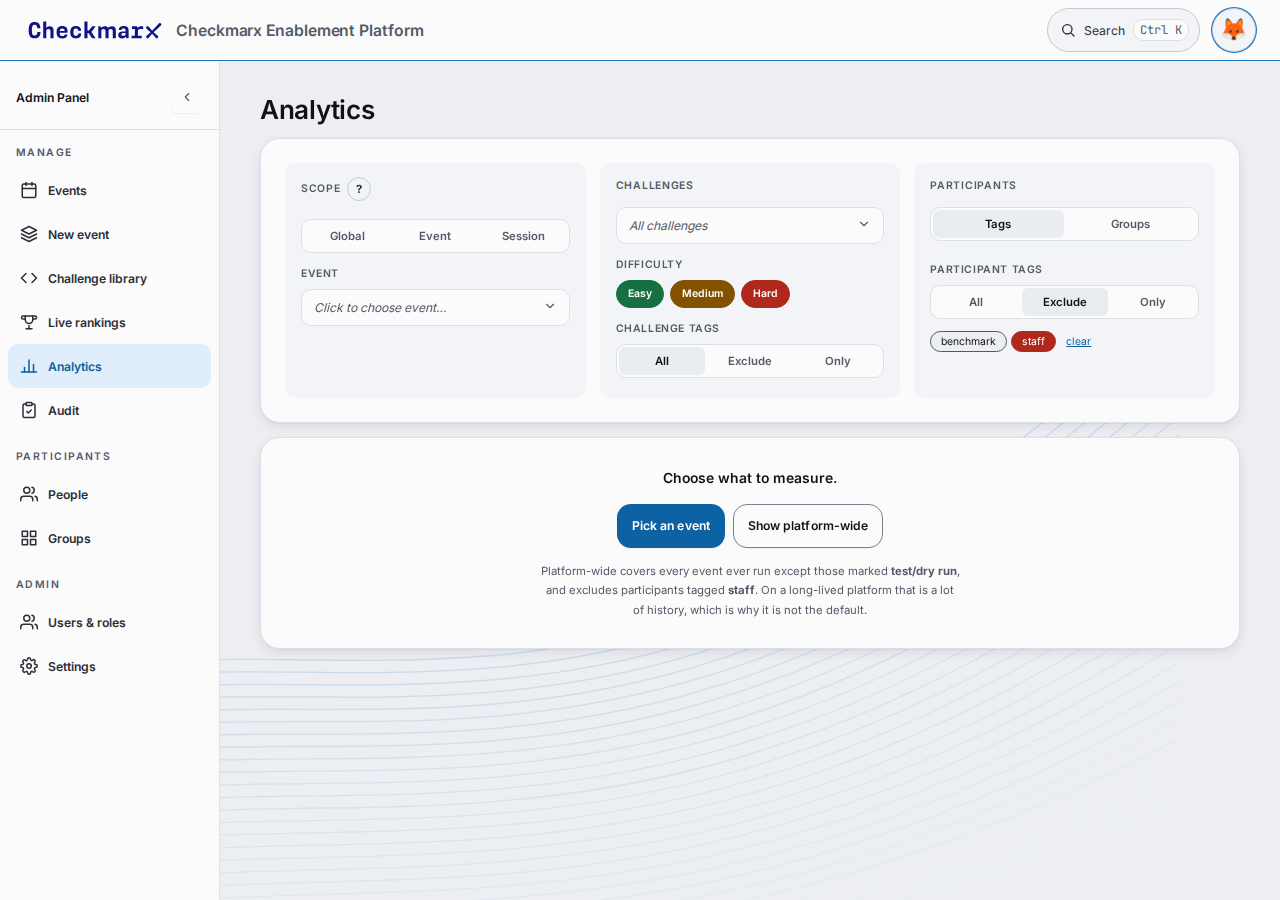 Checkmarx Checkmarx Enablement Platform
Search Ctrl K
Admin Panel
MANAGE
Events
New event
Challenge library
Live rankings
Analytics
Audit
PARTICIPANTS
People
Groups
ADMIN
Users & roles
Settings
Analytics
SCOPE ?
Global Event Session
EVENT
Click to choose event...
CHALLENGES
All challenges
DIFFICULTY
Easy Medium Hard
CHALLENGE TAGS
All Exclude Only
PARTICIPANTS
Tags Groups
PARTICIPANT TAGS
All Exclude Only
benchmark staff clear
Choose what to measure.
Pick an event Show platform-wide
Platform-wide covers every event ever run except those marked test/dry run,
and excludes participants tagged staff. On a long-lived platform that is a lot
of history, which is why it is not the default.